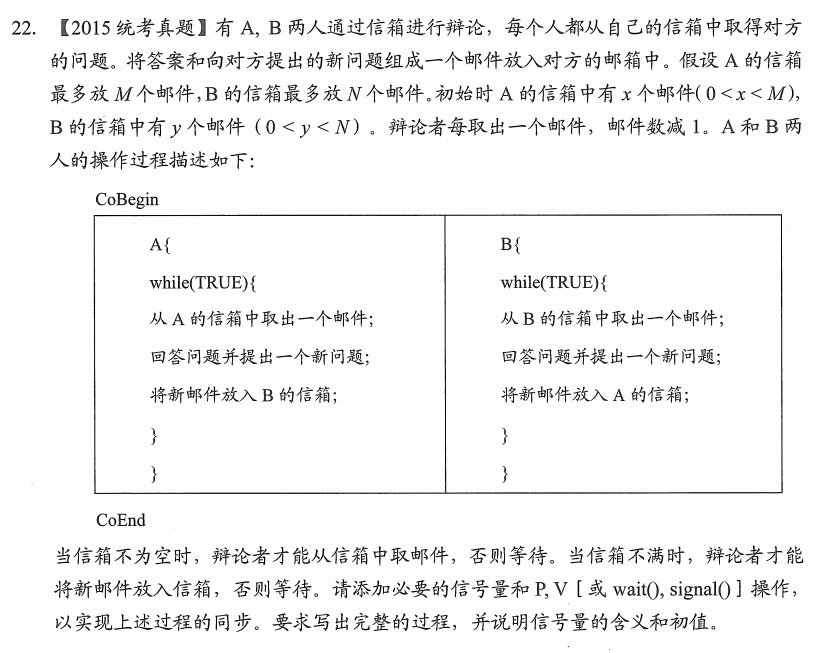 22. 【2015 统考真题】有 A, B 两人通过信箱进行辩论，每个人都从自己的信箱中取得对方
的问题。将答案和向对方提出的新问题组成一个邮件放入对方的邮箱中。假设 A 的信箱
最多放 M 个邮件，B 的信箱最多放 N 个邮件。初始时 A 的信箱中有 x 个邮件(0<x<M)，
B 的信箱中有 y 个邮件（0<y<N）。辩论者每取出一个邮件，邮件数减 1。A 和 B 两
人的操作过程描述如下：
CoBegin
A{
while(TRUE){
从 A 的信箱中取出一个邮件;
回答问题并提出一个新问题;
将新邮件放入 B 的信箱;
}
}
B{
while(TRUE){
从 B 的信箱中取出一个邮件;
回答问题并提出一个新问题;
将新邮件放入 A 的信箱;
}
}
CoEnd
当信箱不为空时，辩论者才能从信箱中取邮件，否则等待。当信箱不满时，辩论者才能
将新邮件放入信箱，否则等待。请添加必要的信号量和 P, V［或 wait(), signal()］操作，
以实现上述过程的同步。要求写出完整的过程，并说明信号量的含义和初值。